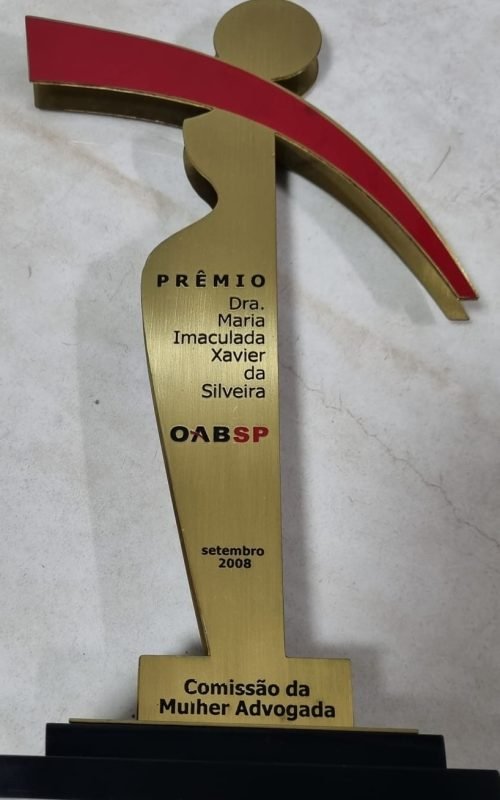 PRÊMIO
Dra.
Maria
Imaculada
Xavier
da
Silveira
OABSP
setembro
2008
Comissão da
Mulher Advogada